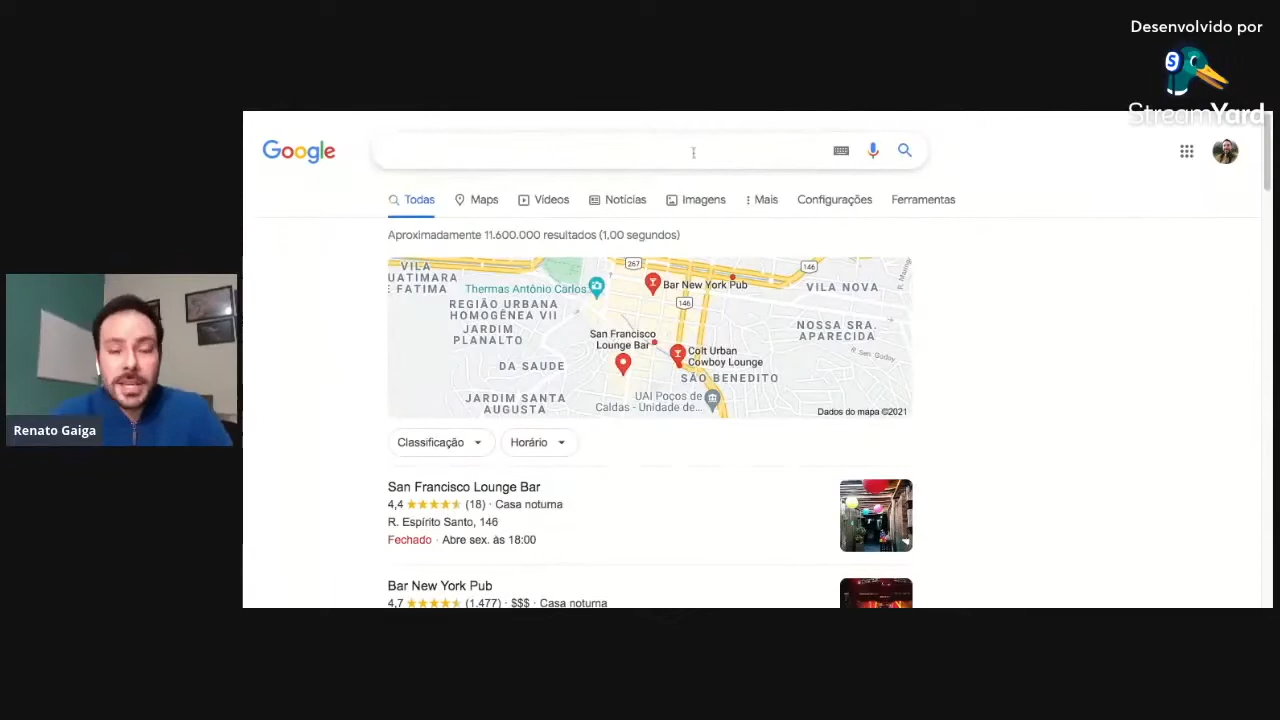 Desenvolvido por
S
StreamYard
Google
Todas
Maps
Vídeos
Notícias
Imagens
Mais
Configurações
Ferramentas
Aproximadamente 11.600.000 resultados (1,00 segundos)
VILA
UATIMARA
E FATIMA
267
146
R. Maring
Thermas Antônio Carlos
Bar New York Pub
VILA NOVA
REGIÃO URBANA
HOMOGÊNEA VII
146
JARDIM
PLANALTO
San Francisco
Lounge Bar
NOSSA SRA.
APARECIDA
R. Sen. Godoy
Colt Urban
Cowboy Lounge
DA SAUDE
SÃO BENEDITO
JARDIM SANTA
AUGUSTA
UAI Poços de
Caldas - Unidade de...
Dados do mapa ©2021
Renato Gaiga
Classificação
Horário
San Francisco Lounge Bar
4,4 (18) · Casa noturna
R. Espírito Santo, 146
Fechado · Abre sex. às 18:00
Bar New York Pub
4,7 (1.477) · $$$ · Casa noturna